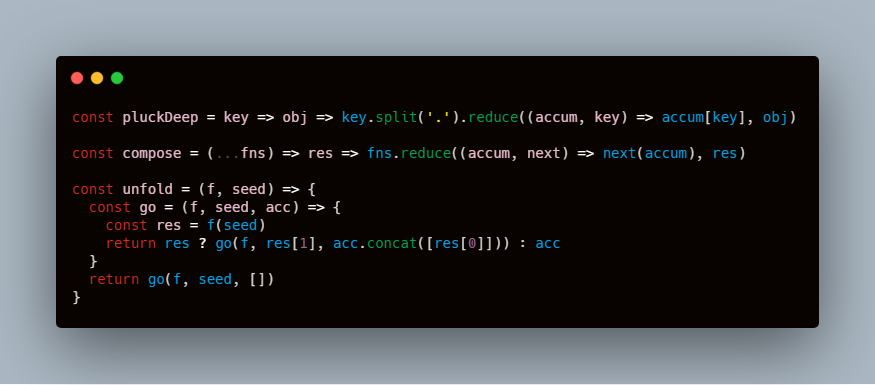 const pluckDeep = key => obj => key.split('.').reduce((accum, key) => accum[key], obj)
const compose = (...fns) => res => fns.reduce((accum, next) => next(accum), res)
const unfold = (f, seed) => {
const go = (f, seed, acc) => {
const res = f(seed)
return res ? go(f, res[1], acc.concat([res[0]])) : acc
}
return go(f, seed, [])
}